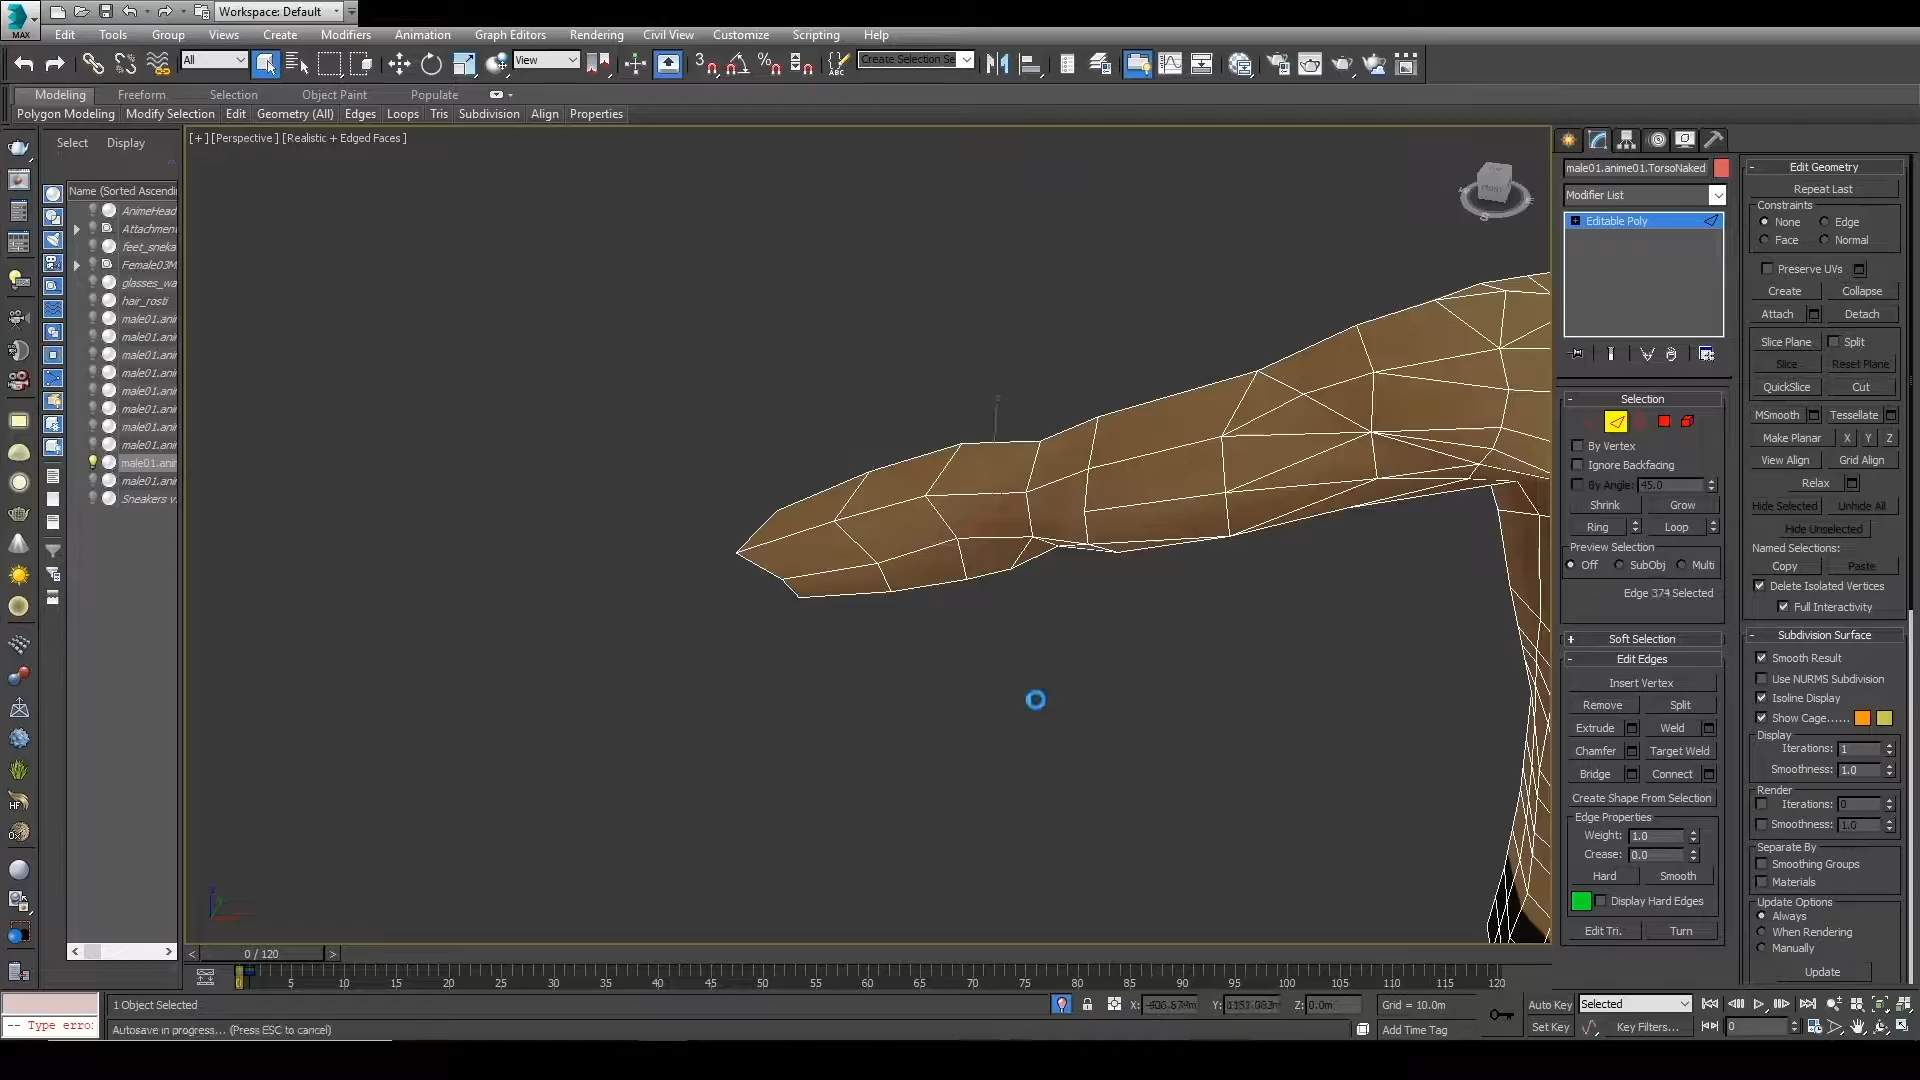 Workspace: Default
MAX
Edit Tools Group Views Create Modifiers Animation Graph Editors Rendering Civil View Customize Scripting Help
All View Create Selection Se
Modeling Freeform Selection Object Paint Populate
Polygon Modeling Modify Selection Edit Geometry (All) Edges Loops Tris Subdivision Align Properties
Select Display
[+] [Perspective] [Realistic + Edged Faces]
Name (Sorted Ascendin
AnimeHead
Attachmen
feet_sneka
Female03M
glasses_wa
hair_rosti
male01.ani
male01.ani
male01.ani
male01.ani
male01.ani
male01.ani
male01.ani
male01.ani
male01.ani
male01.ani
Sneakers v
male01.anime01.TorsoNaked
Modifier List
Editable Poly
Selection
By Vertex
Ignore Backfacing
By Angle: 45.0
Shrink Grow
Ring Loop
Preview Selection
Off SubObj Multi
Edge 374 Selected
Soft Selection
Edit Edges
Insert Vertex
Remove Split
Extrude Weld
Chamfer Target Weld
Bridge Connect
Create Shape From Selection
Edge Properties
Weight: 1.0
Crease: 0.0
Hard Smooth
Display Hard Edges
Edit Tri. Turn
Edit Geometry
Repeat Last
Constraints
None Edge
Face Normal
Preserve UVs
Create Collapse
Attach Detach
Slice Plane Split
Slice Reset Plane
QuickSlice Cut
MSmooth Tessellate
Make Planar X Y Z
View Align Grid Align
Relax
Hide Selected Unhide All
Hide Unselected
Named Selections:
Copy Paste
Delete Isolated Vertices
Full Interactivity
Subdivision Surface
Smooth Result
Use NURMS Subdivision
Isoline Display
Show Cage......
Display
Iterations: 1
Smoothness: 1.0
Render
Iterations: 0
Smoothness: 1.0
Separate By
Smoothing Groups
Materials
Update Options
Always
When Rendering
Manually
Update
0 / 120
5 10 15 20 25 30 35 40 45 50 55 60 65 70 75 80 85 90 95 100 105 110 115 120
1 Object Selected X: Y: Z: 0.0m Grid = 10.0m Auto Key Selected
-- Type erro: Autosave in progress... (Press ESC to cancel) Add Time Tag Set Key Key Filters... 0